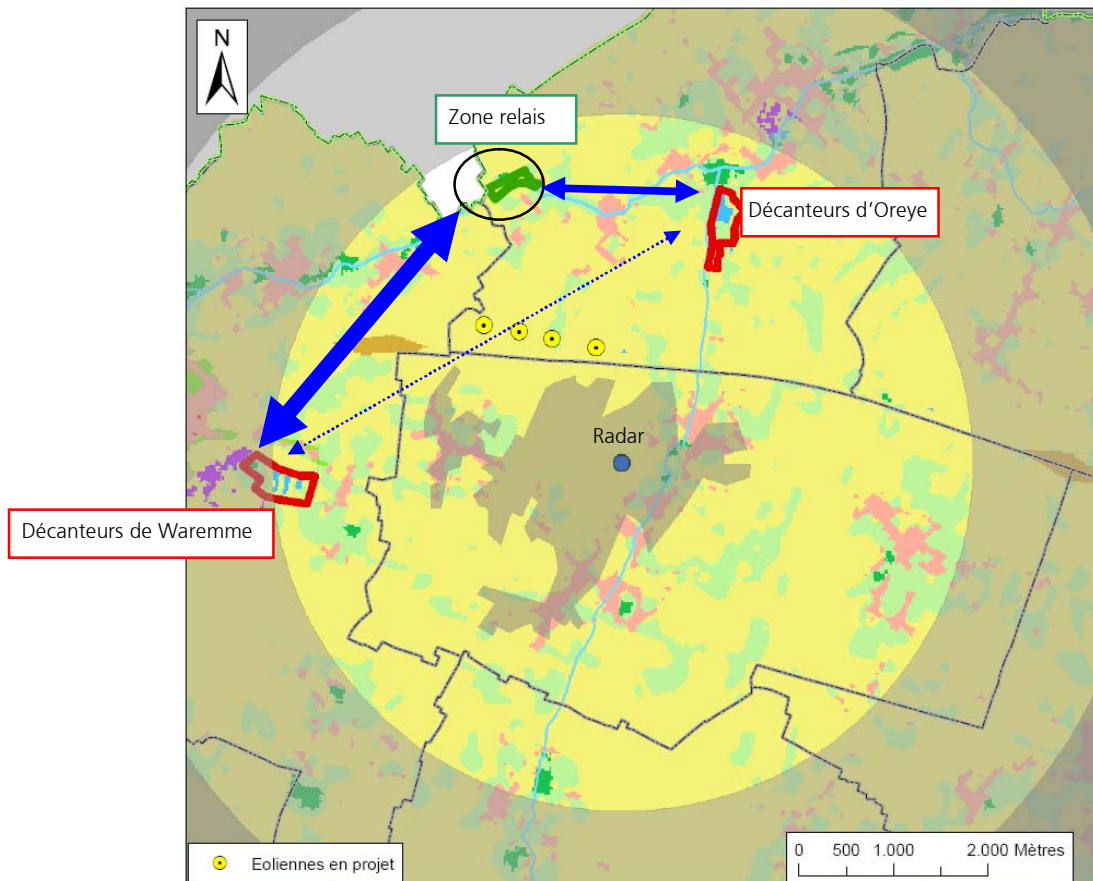 N
Zone relais
Décanteurs d’Oreye
Radar
Décanteurs de Waremme
Eoliennes en projet
0 500 1.000 2.000 Mètres